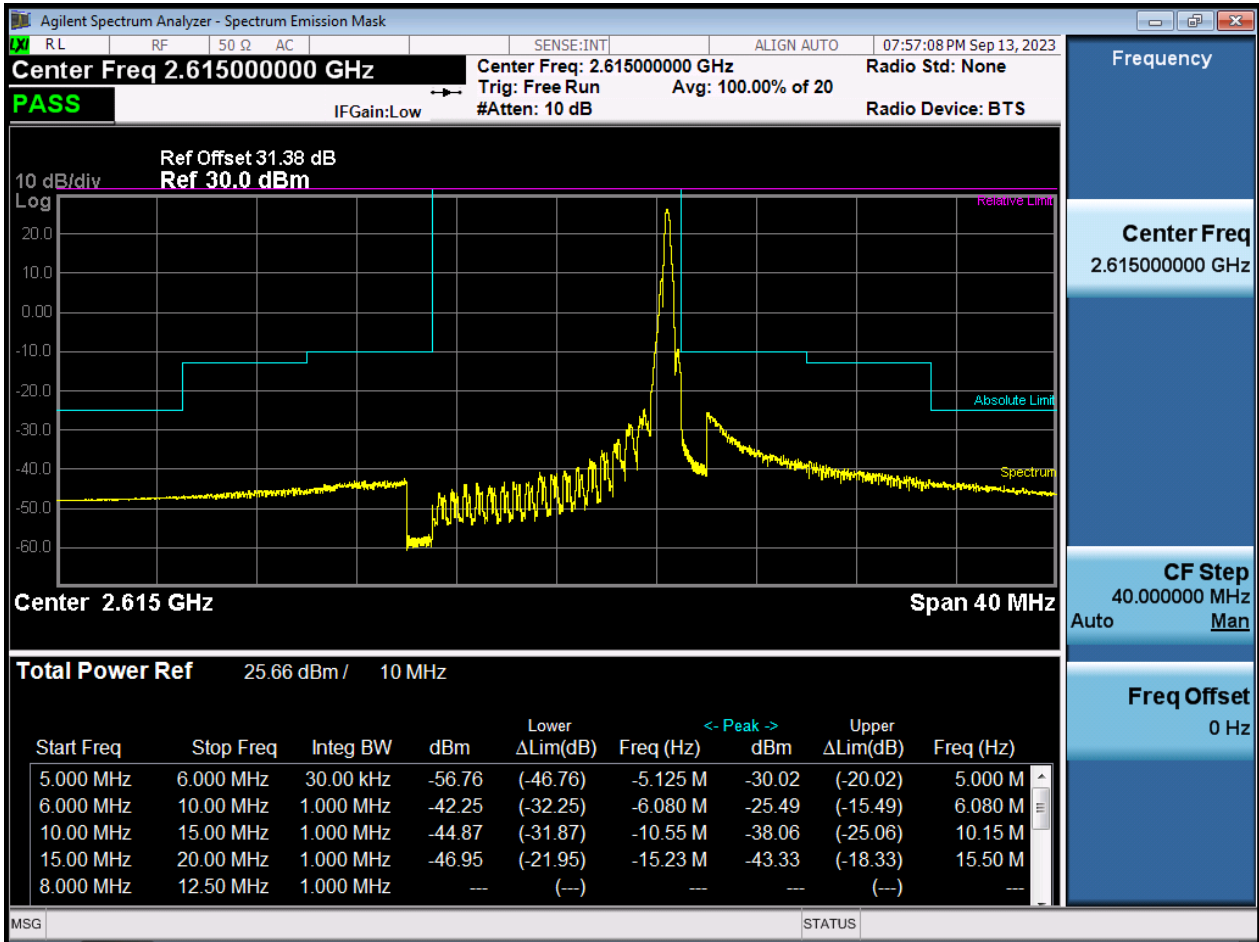 Agilent Spectrum Analyzer - Spectrum Emission Mask
LXI RL RF 50 Ω AC SENSE:INT ALIGN AUTO 07:57:08 PM Sep 13, 2023
Center Freq 2.615000000 GHz
Center Freq: 2.615000000 GHz
Radio Std: None
Trig: Free Run Avg: 100.00% of 20
PASS
IFGain:Low
#Atten: 10 dB
Radio Device: BTS
Ref Offset 31.38 dB
10 dB/div Ref 30.0 dBm
Log
Relative Limit
20.0
10.0
0.00
-10.0
-20.0
Absolute Limit
-30.0
-40.0
Spectrum
-50.0
-60.0
Center 2.615 GHz Span 40 MHz
Total Power Ref 25.66 dBm / 10 MHz
Lower <- Peak -> Upper
Start Freq Stop Freq Integ BW dBm ΔLim(dB) Freq (Hz) dBm ΔLim(dB) Freq (Hz)
5.000 MHz 6.000 MHz 30.00 kHz -56.76 (-46.76) -5.125 M -30.02 (-20.02) 5.000 M
6.000 MHz 10.00 MHz 1.000 MHz -42.25 (-32.25) -6.080 M -25.49 (-15.49) 6.080 M
10.00 MHz 15.00 MHz 1.000 MHz -44.87 (-31.87) -10.55 M -38.06 (-25.06) 10.15 M
15.00 MHz 20.00 MHz 1.000 MHz -46.95 (-21.95) -15.23 M -43.33 (-18.33) 15.50 M
8.000 MHz 12.50 MHz 1.000 MHz --- (---) --- --- (---) ---
MSG STATUS
Frequency
Center Freq
2.615000000 GHz
CF Step
40.000000 MHz
Auto Man
Freq Offset
0 Hz